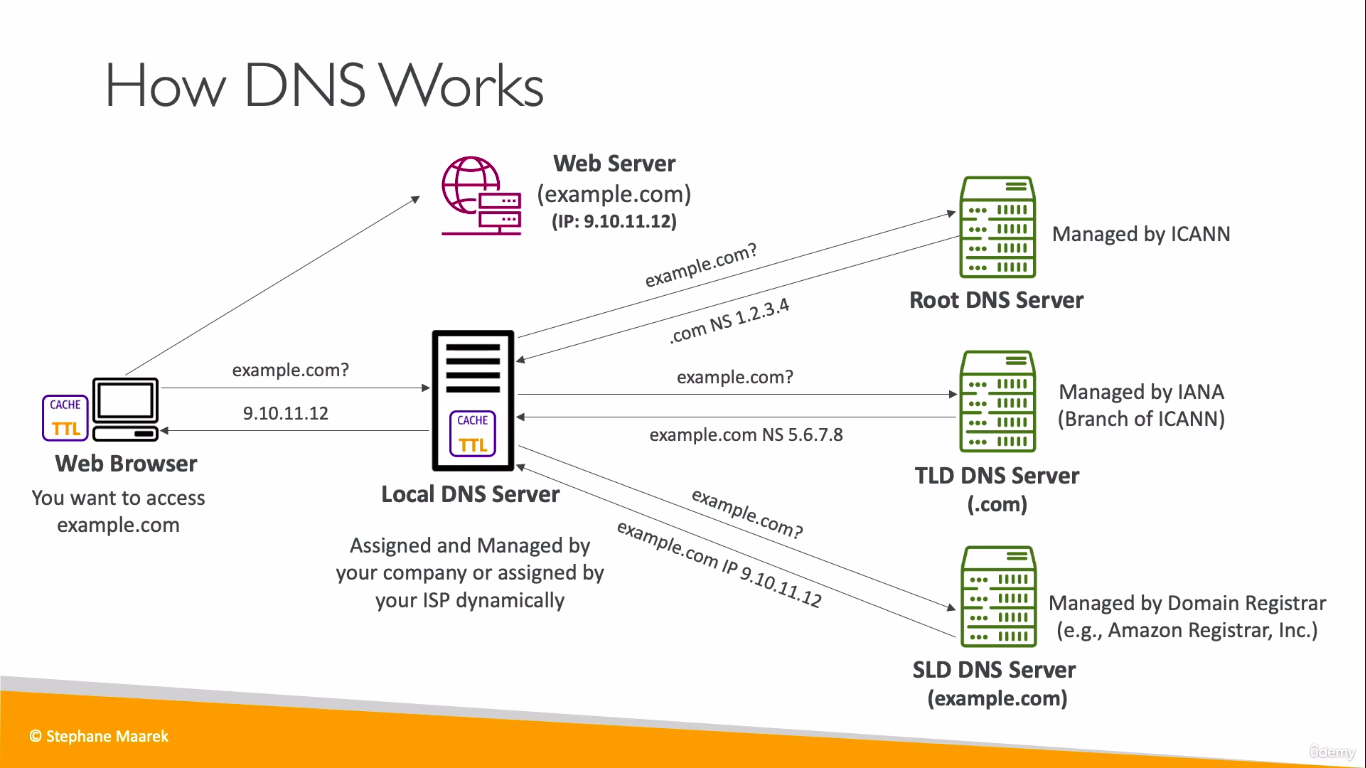 How DNS Works
Web Server
(example.com)
(IP: 9.10.11.12)
example.com?
.com NS 1.2.3.4
Managed by ICANN
Root DNS Server
example.com?
9.10.11.12
CACHE
TTL
Web Browser
You want to access
example.com
CACHE
TTL
Local DNS Server
Assigned and Managed by
your company or assigned by
your ISP dynamically
example.com?
example.com NS 5.6.7.8
Managed by IANA
(Branch of ICANN)
TLD DNS Server
(.com)
example.com?
example.com IP 9.10.11.12
Managed by Domain Registrar
(e.g., Amazon Registrar, Inc.)
SLD DNS Server
(example.com)
© Stephane Maarek
ûdemy